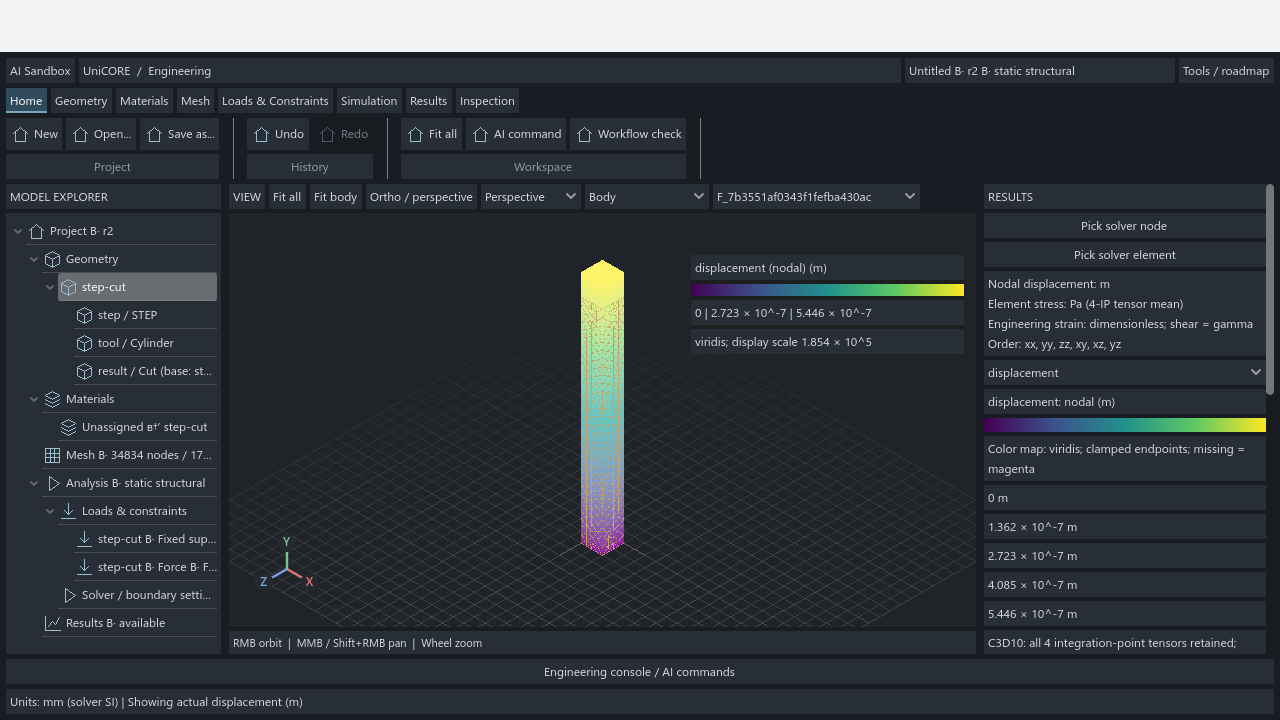 AI Sandbox
UniCORE / Engineering
Untitled В· r2 В· static structural
Tools / roadmap
Home
Geometry
Materials
Mesh
Loads & Constraints
Simulation
Results
Inspection
New
Open...
Save as...
Undo
Redo
Fit all
AI command
Workflow check
Project
History
Workspace
MODEL EXPLORER
VIEW
Fit all
Fit body
Ortho / perspective
Perspective
Body
F_7b3551af0343f1fefba430ac
RESULTS
Project В· r2
Geometry
step-cut
step / STEP
tool / Cylinder
result / Cut (base: st...
Materials
Unassigned в†’ step-cut
Mesh В· 34834 nodes / 17...
Analysis В· static structural
Loads & constraints
step-cut В· Fixed sup...
step-cut В· Force В· F...
Solver / boundary setti...
Results В· available
displacement (nodal) (m)
0 | 2.723 × 10^-7 | 5.446 × 10^-7
viridis; display scale 1.854 × 10^5
Y
Z
X
RMB orbit | MMB / Shift+RMB pan | Wheel zoom
Pick solver node
Pick solver element
Nodal displacement: m
Element stress: Pa (4-IP tensor mean)
Engineering strain: dimensionless; shear = gamma
Order: xx, yy, zz, xy, xz, yz
displacement
displacement: nodal (m)
Color map: viridis; clamped endpoints; missing =
magenta
0 m
1.362 × 10^-7 m
2.723 × 10^-7 m
4.085 × 10^-7 m
5.446 × 10^-7 m
C3D10: all 4 integration-point tensors retained;
Engineering console / AI commands
Units: mm (solver SI) | Showing actual displacement (m)